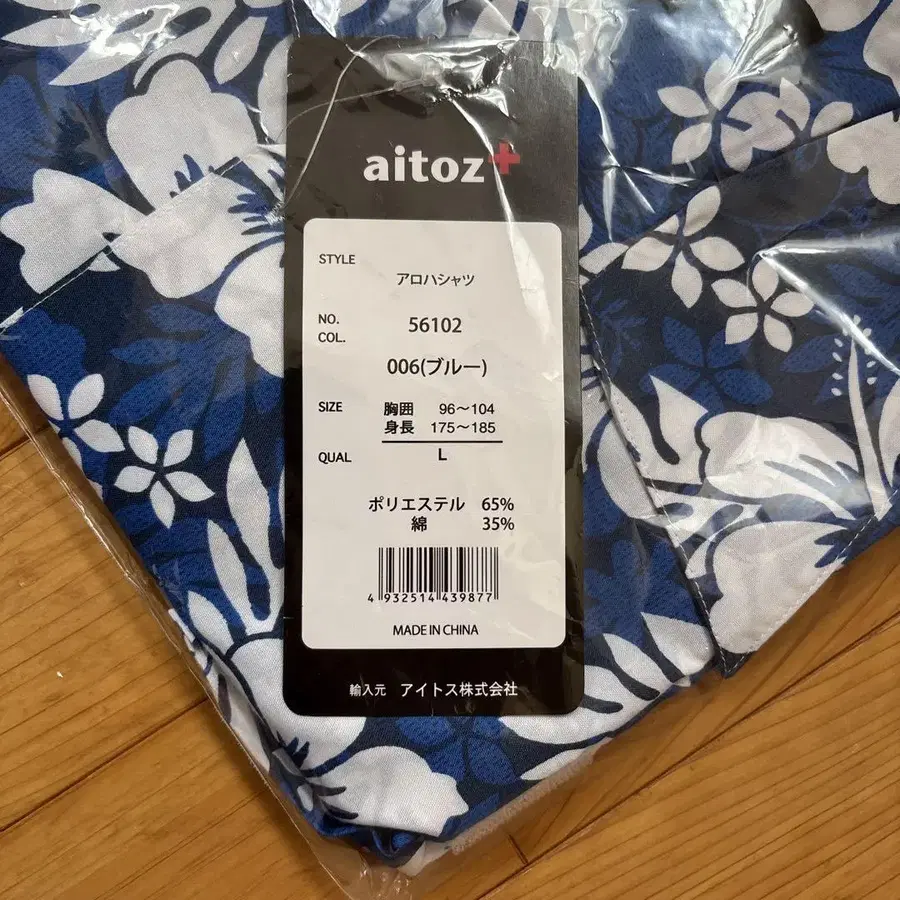 aitoz+
STYLE
アロハシャツ
NO. 56102
COL.
006(ブルー)
SIZE 胸囲 96～104
身長 175～185
QUAL L
ポリエステル 65%
綿 35%
4 932514 439877
MADE IN CHINA
輸入元 アイトス株式会社